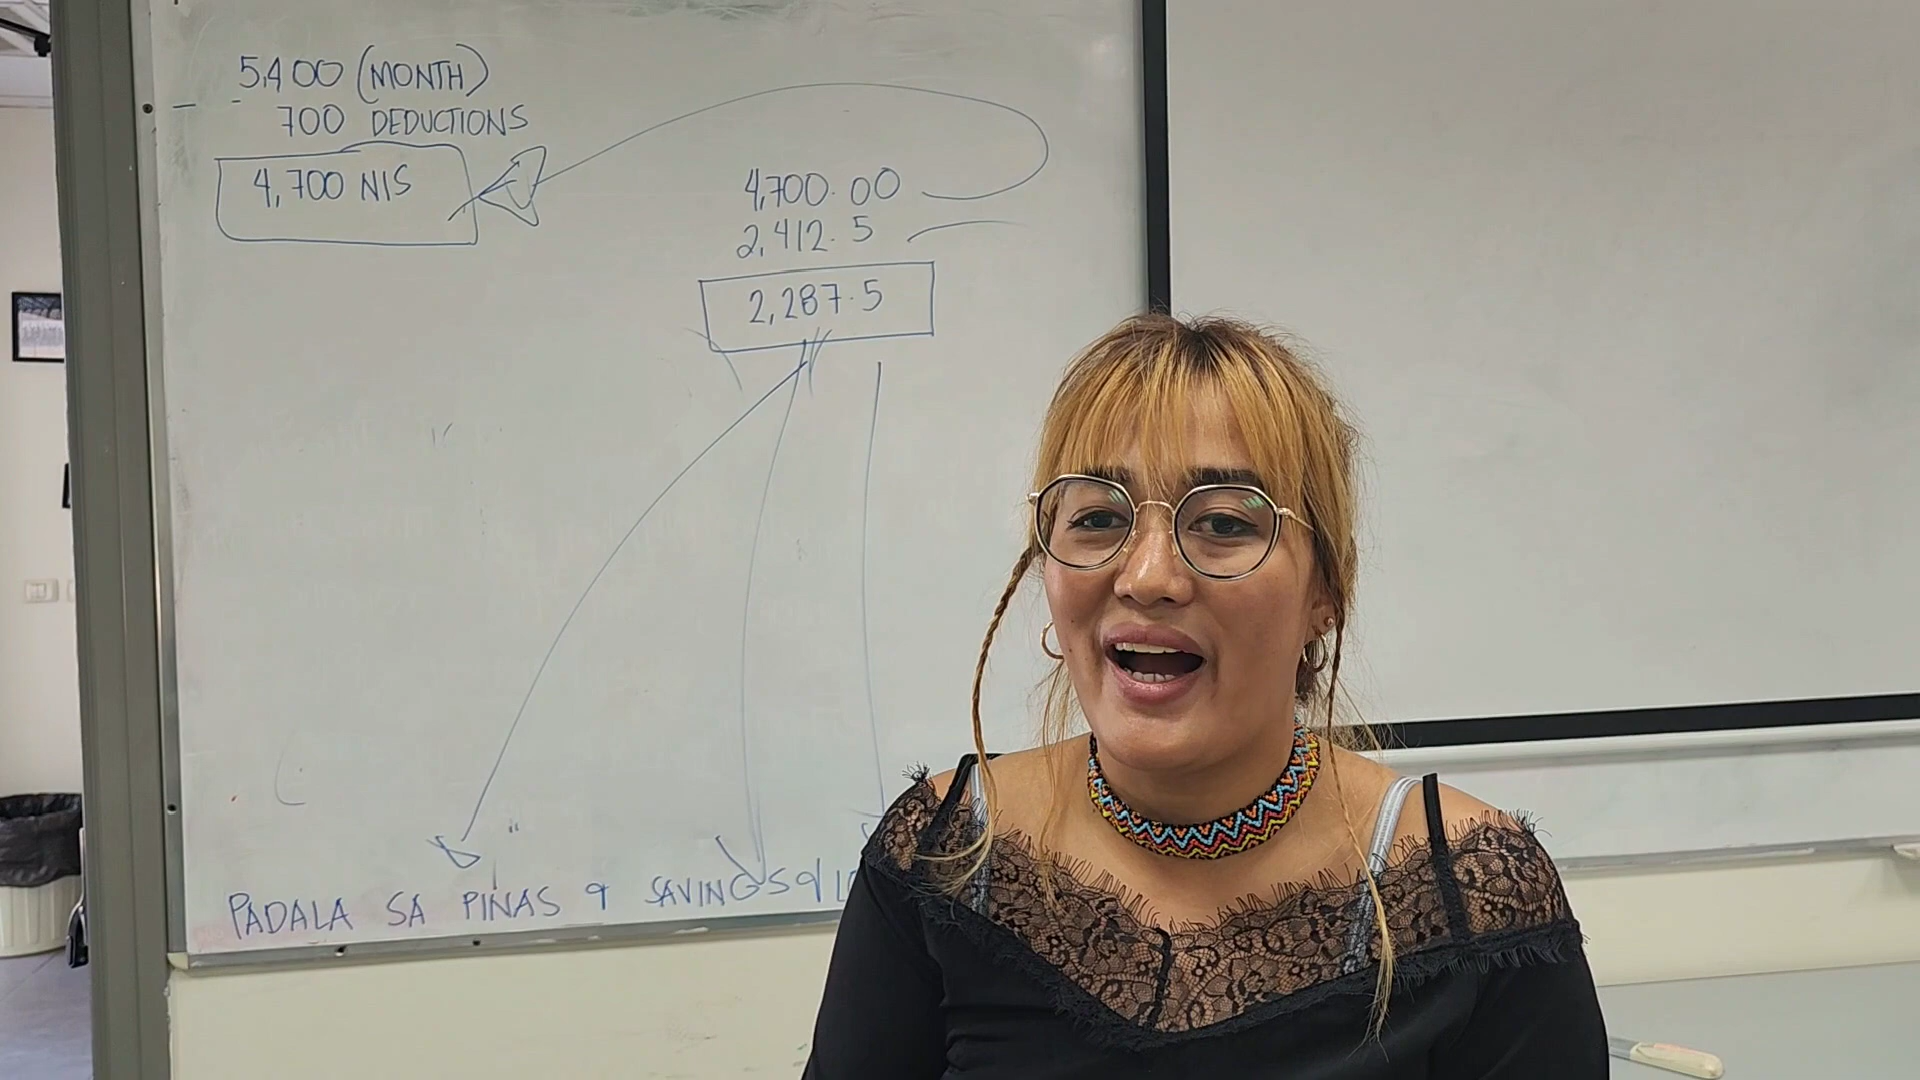 5,400 (MONTH)
- 700 DEDUCTIONS
4,700 NIS
4,700.00
2,412.5
2,287.5
PADALA SA PINAS & SAVINGS &